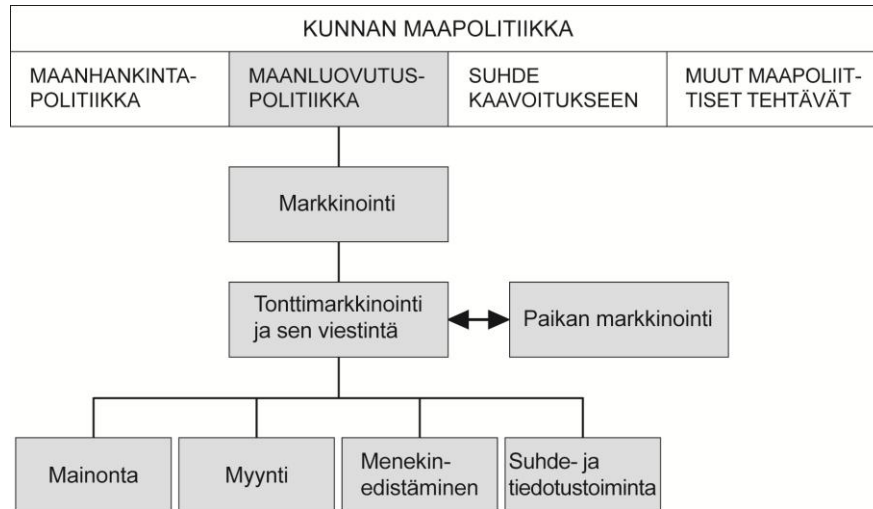 KUNNAN MAAPOLITIIKKA
MAANHANKINTA-
POLITIIKKA
MAANLUOVUTUS-
POLITIIKKA
SUHDE
KAAVOITUKSEEN
MUUT MAAPOLIIT-
TISET TEHTÄVÄT
Markkinointi
Tonttimarkkinointi
ja sen viestintä
Paikan markkinointi
Mainonta
Myynti
Menekin-
edistäminen
Suhde- ja
tiedotustoiminta